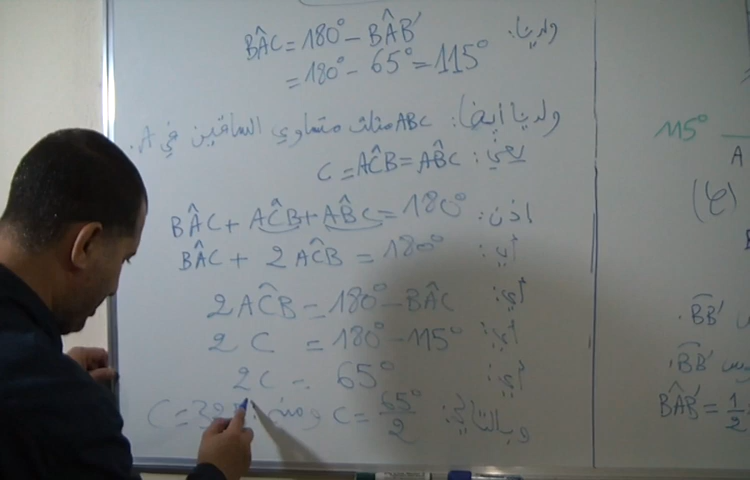 ولدينا: BÂC = 180° - BÂB'
= 180° - 65° = 115°
ولدينا أيضا: ABC مثلث متساوي الساقين في A.
يعني: C = AĈB = AB̂C
إذن: BÂC + AĈB + AB̂C = 180°
أي: BÂC + 2AĈB = 180°
أي: 2AĈB = 180° - BÂC
أي: 2C = 180° - 115°
أي: 2C = 65°
وبالتالي: C = 65°/2 ومنه: C = 32
115°
A
(ع)
B
BB'.
BB'.
BÂB' = 1/2